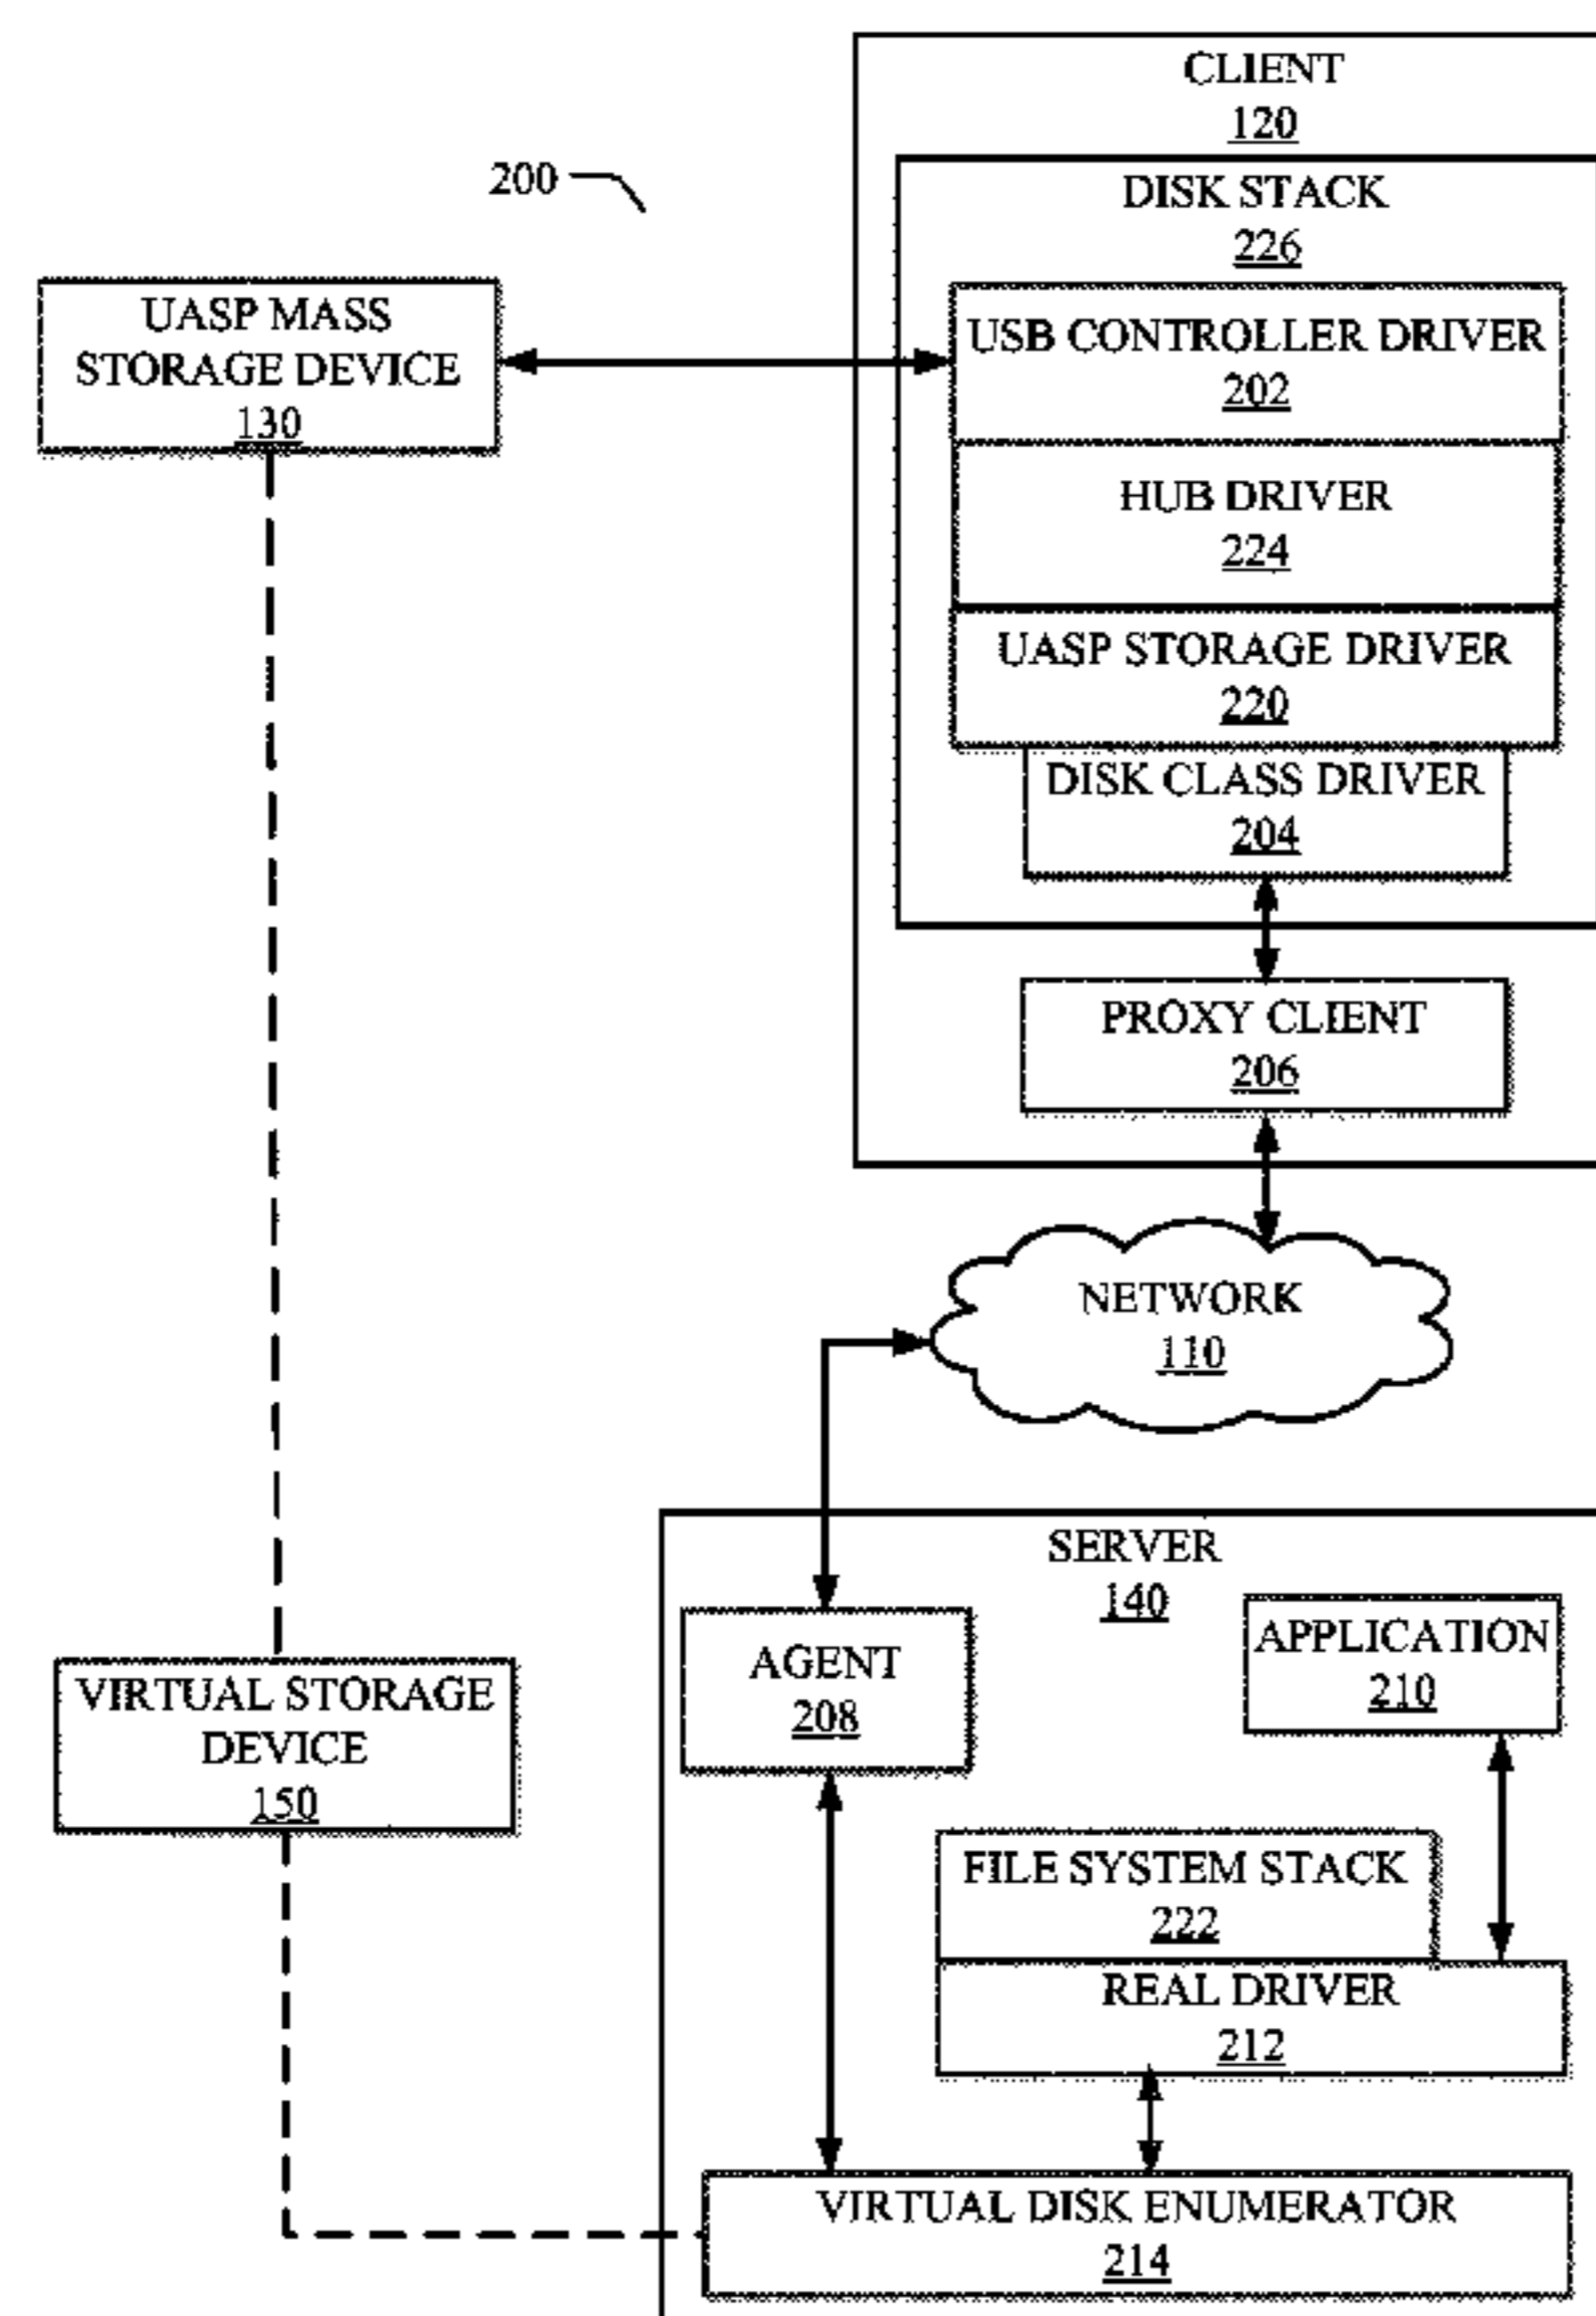 CLIENT
120
200
DISK STACK
226
UASP MASS
STORAGE DEVICE
130
USB CONTROLLER DRIVER
202
HUB DRIVER
224
UASP STORAGE DRIVER
220
DISK CLASS DRIVER
204
PROXY CLIENT
206
NETWORK
110
SERVER
140
AGENT
208
APPLICATION
210
VIRTUAL STORAGE
DEVICE
150
FILE SYSTEM STACK
222
REAL DRIVER
212
VIRTUAL DISK ENUMERATOR
214